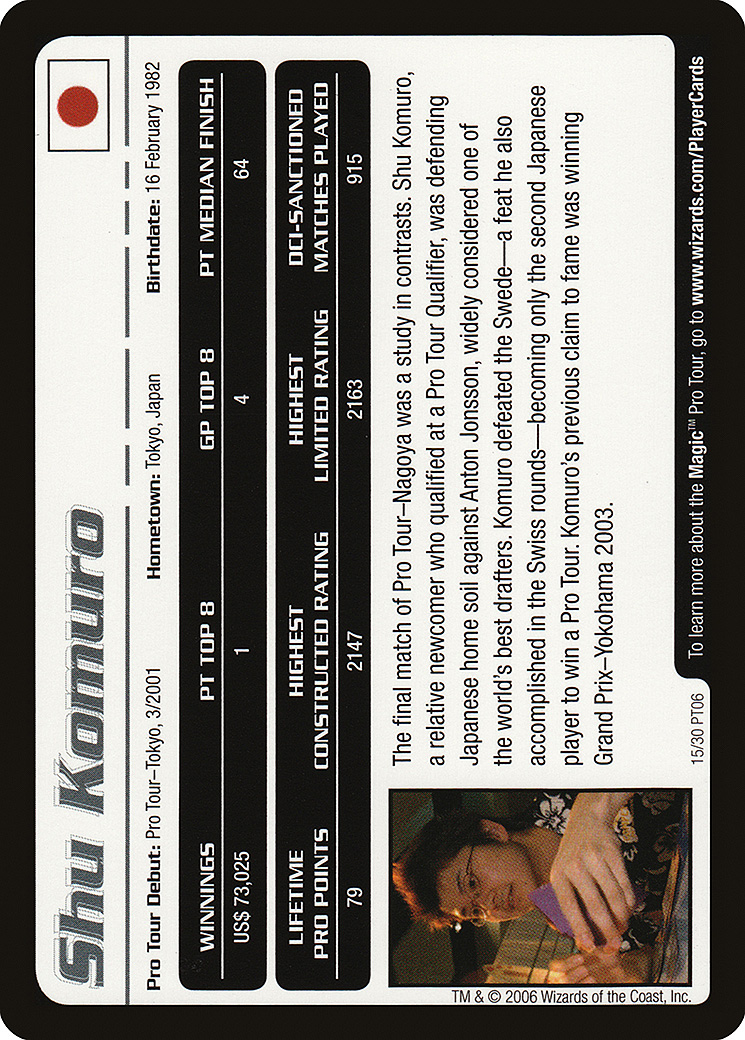 Shu Komuro
Pro Tour Debut: Pro Tour–Tokyo, 3/2001 Hometown: Tokyo, Japan Birthdate: 16 February 1982
WINNINGS PT TOP 8 GP TOP 8 PT MEDIAN FINISH
US$ 73,025 1 4 64
LIFETIME HIGHEST HIGHEST DCI-SANCTIONED
PRO POINTS CONSTRUCTED RATING LIMITED RATING MATCHES PLAYED
79 2147 2163 915
The final match of Pro Tour–Nagoya was a study in contrasts. Shu Komuro,
a relative newcomer who qualified at a Pro Tour Qualifier, was defending
Japanese home soil against Anton Jonsson, widely considered one of
the world's best drafters. Komuro defeated the Swede—a feat he also
accomplished in the Swiss rounds—becoming only the second Japanese
player to win a Pro Tour. Komuro's previous claim to fame was winning
Grand Prix–Yokohama 2003.
TM & © 2006 Wizards of the Coast, Inc.
15/30 PT06
To learn more about the Magic™ Pro Tour, go to www.wizards.com/PlayerCards